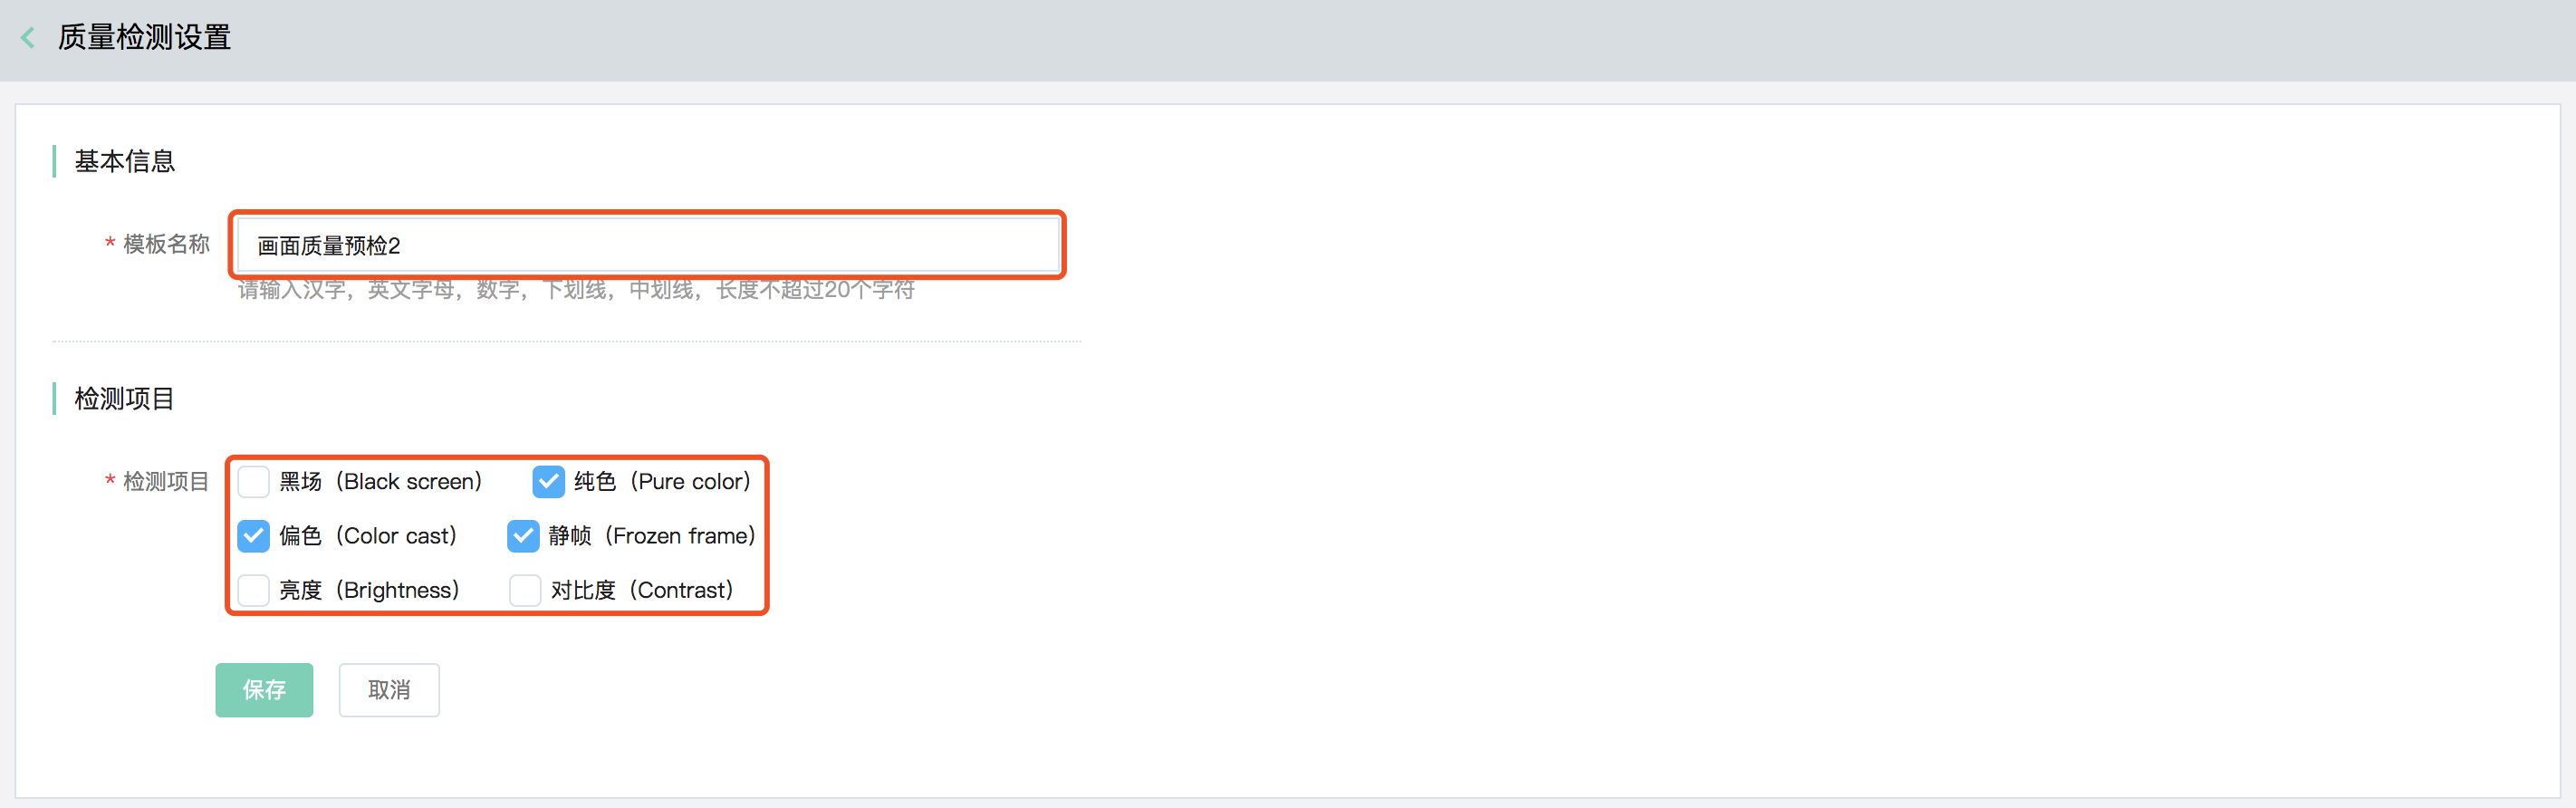 质量检测设置
基本信息
* 模板名称 画面质量预检2
请输入汉字，英文字母，数字，下划线，中划线，长度不超过20个字符
检测项目
* 检测项目 黑场（Black screen） 纯色（Pure color）
偏色（Color cast） 静帧（Frozen frame）
亮度（Brightness） 对比度（Contrast）
保存 取消